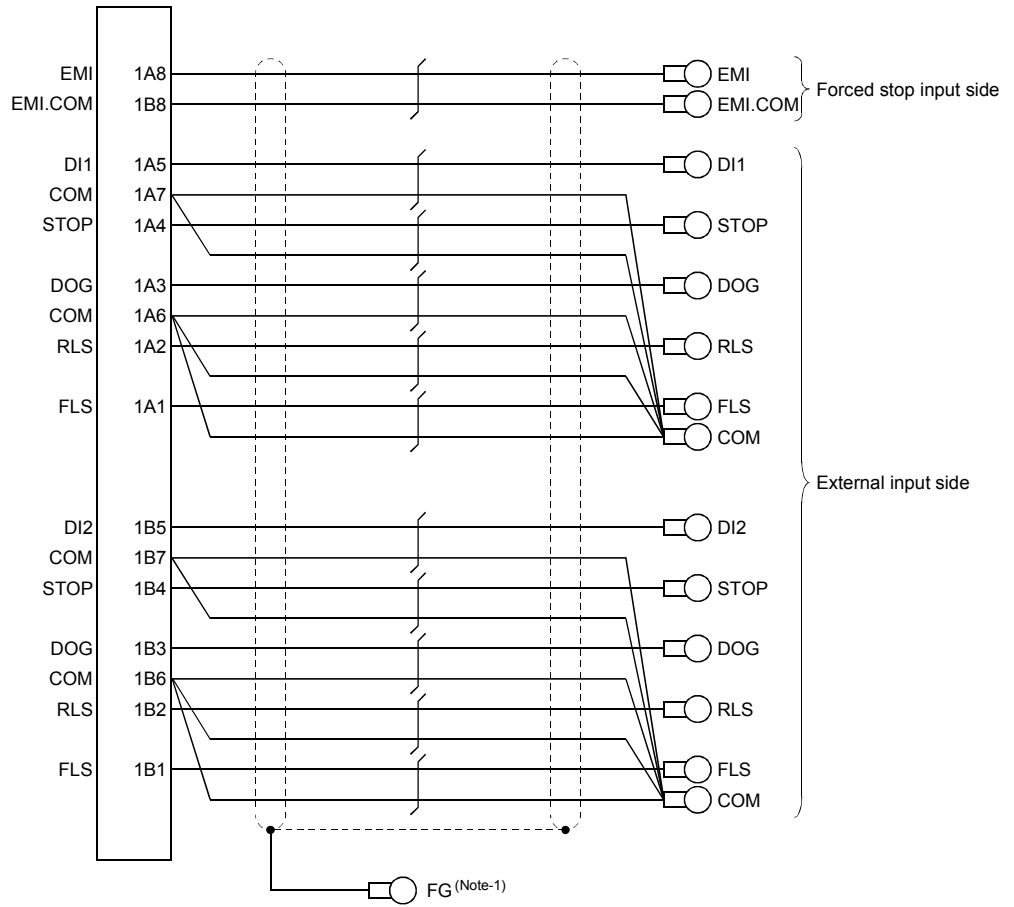 EMI 1A8 EMI
EMI.COM 1B8 EMI.COM
Forced stop input side
DI1 1A5 DI1
COM 1A7
STOP 1A4 STOP
DOG 1A3 DOG
COM 1A6
RLS 1A2 RLS
FLS 1A1 FLS
COM
External input side
DI2 1B5 DI2
COM 1B7
STOP 1B4 STOP
DOG 1B3 DOG
COM 1B6
RLS 1B2 RLS
FLS 1B1 FLS
COM
FG (Note-1)